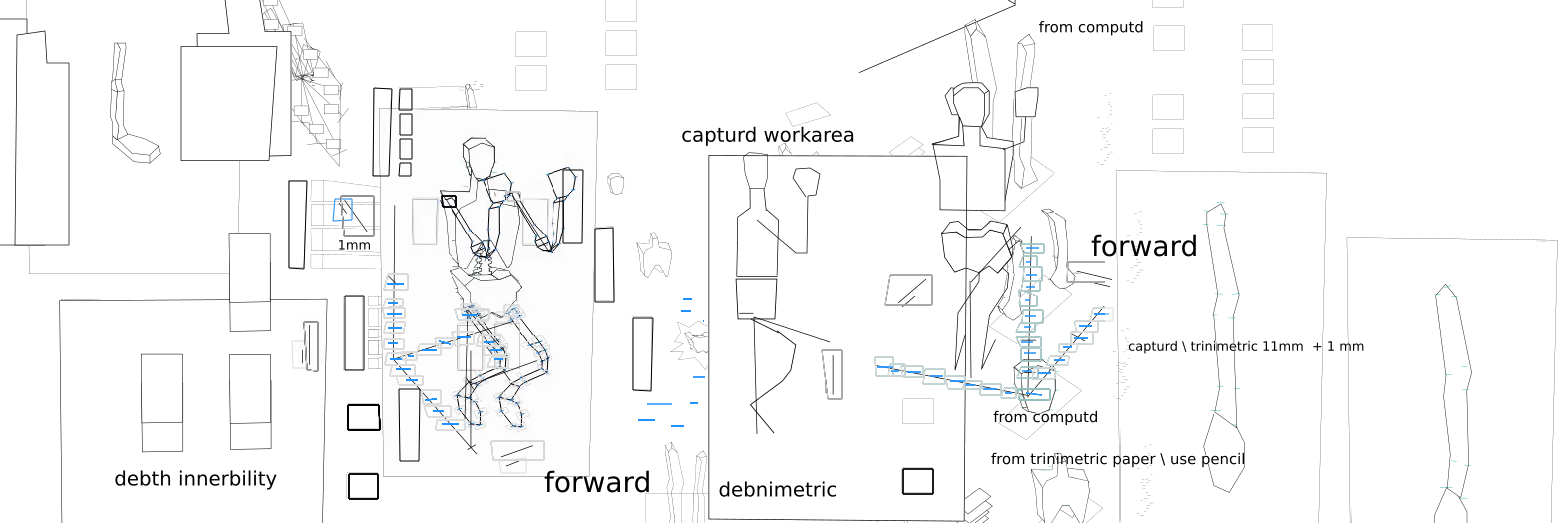 from computd
capturd workarea
1mm
forward
capturd \ trinimetric 11mm  + 1 mm
from computd
from trinimetric paper \ use pencil
debth innerbility
forward
debnimetric